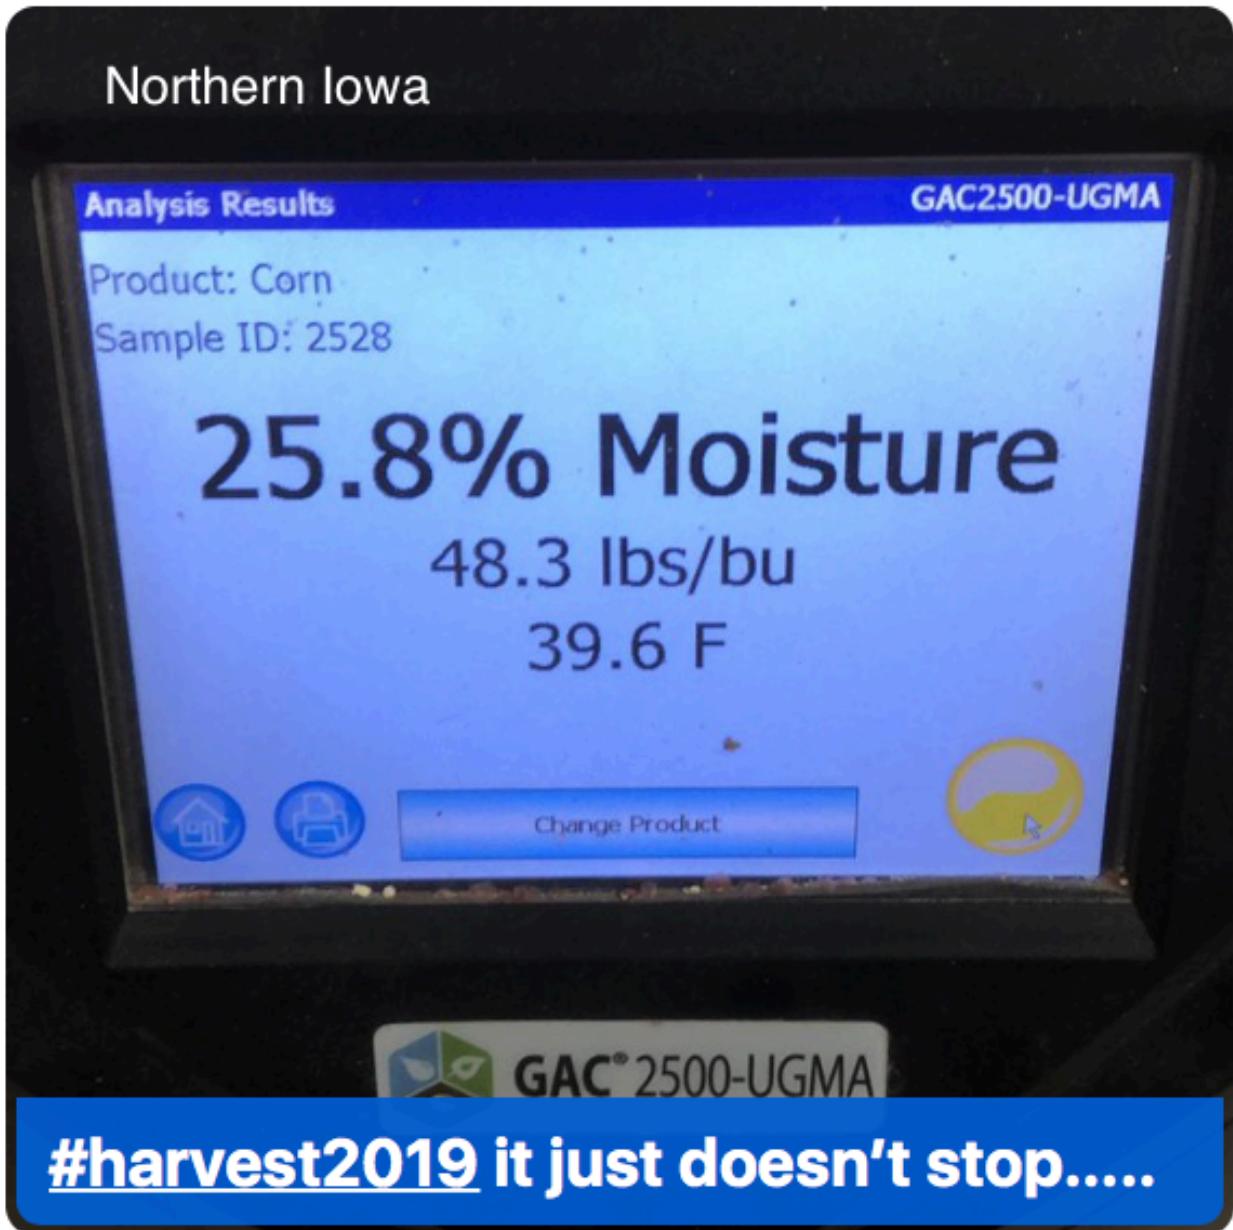 Northern Iowa
Analysis Results GAC2500-UGMA
Product: Corn
Sample ID: 2528
25.8% Moisture
48.3 lbs/bu
39.6 F
Change Product
GAC® 2500-UGMA
#harvest2019 it just doesn’t stop.....